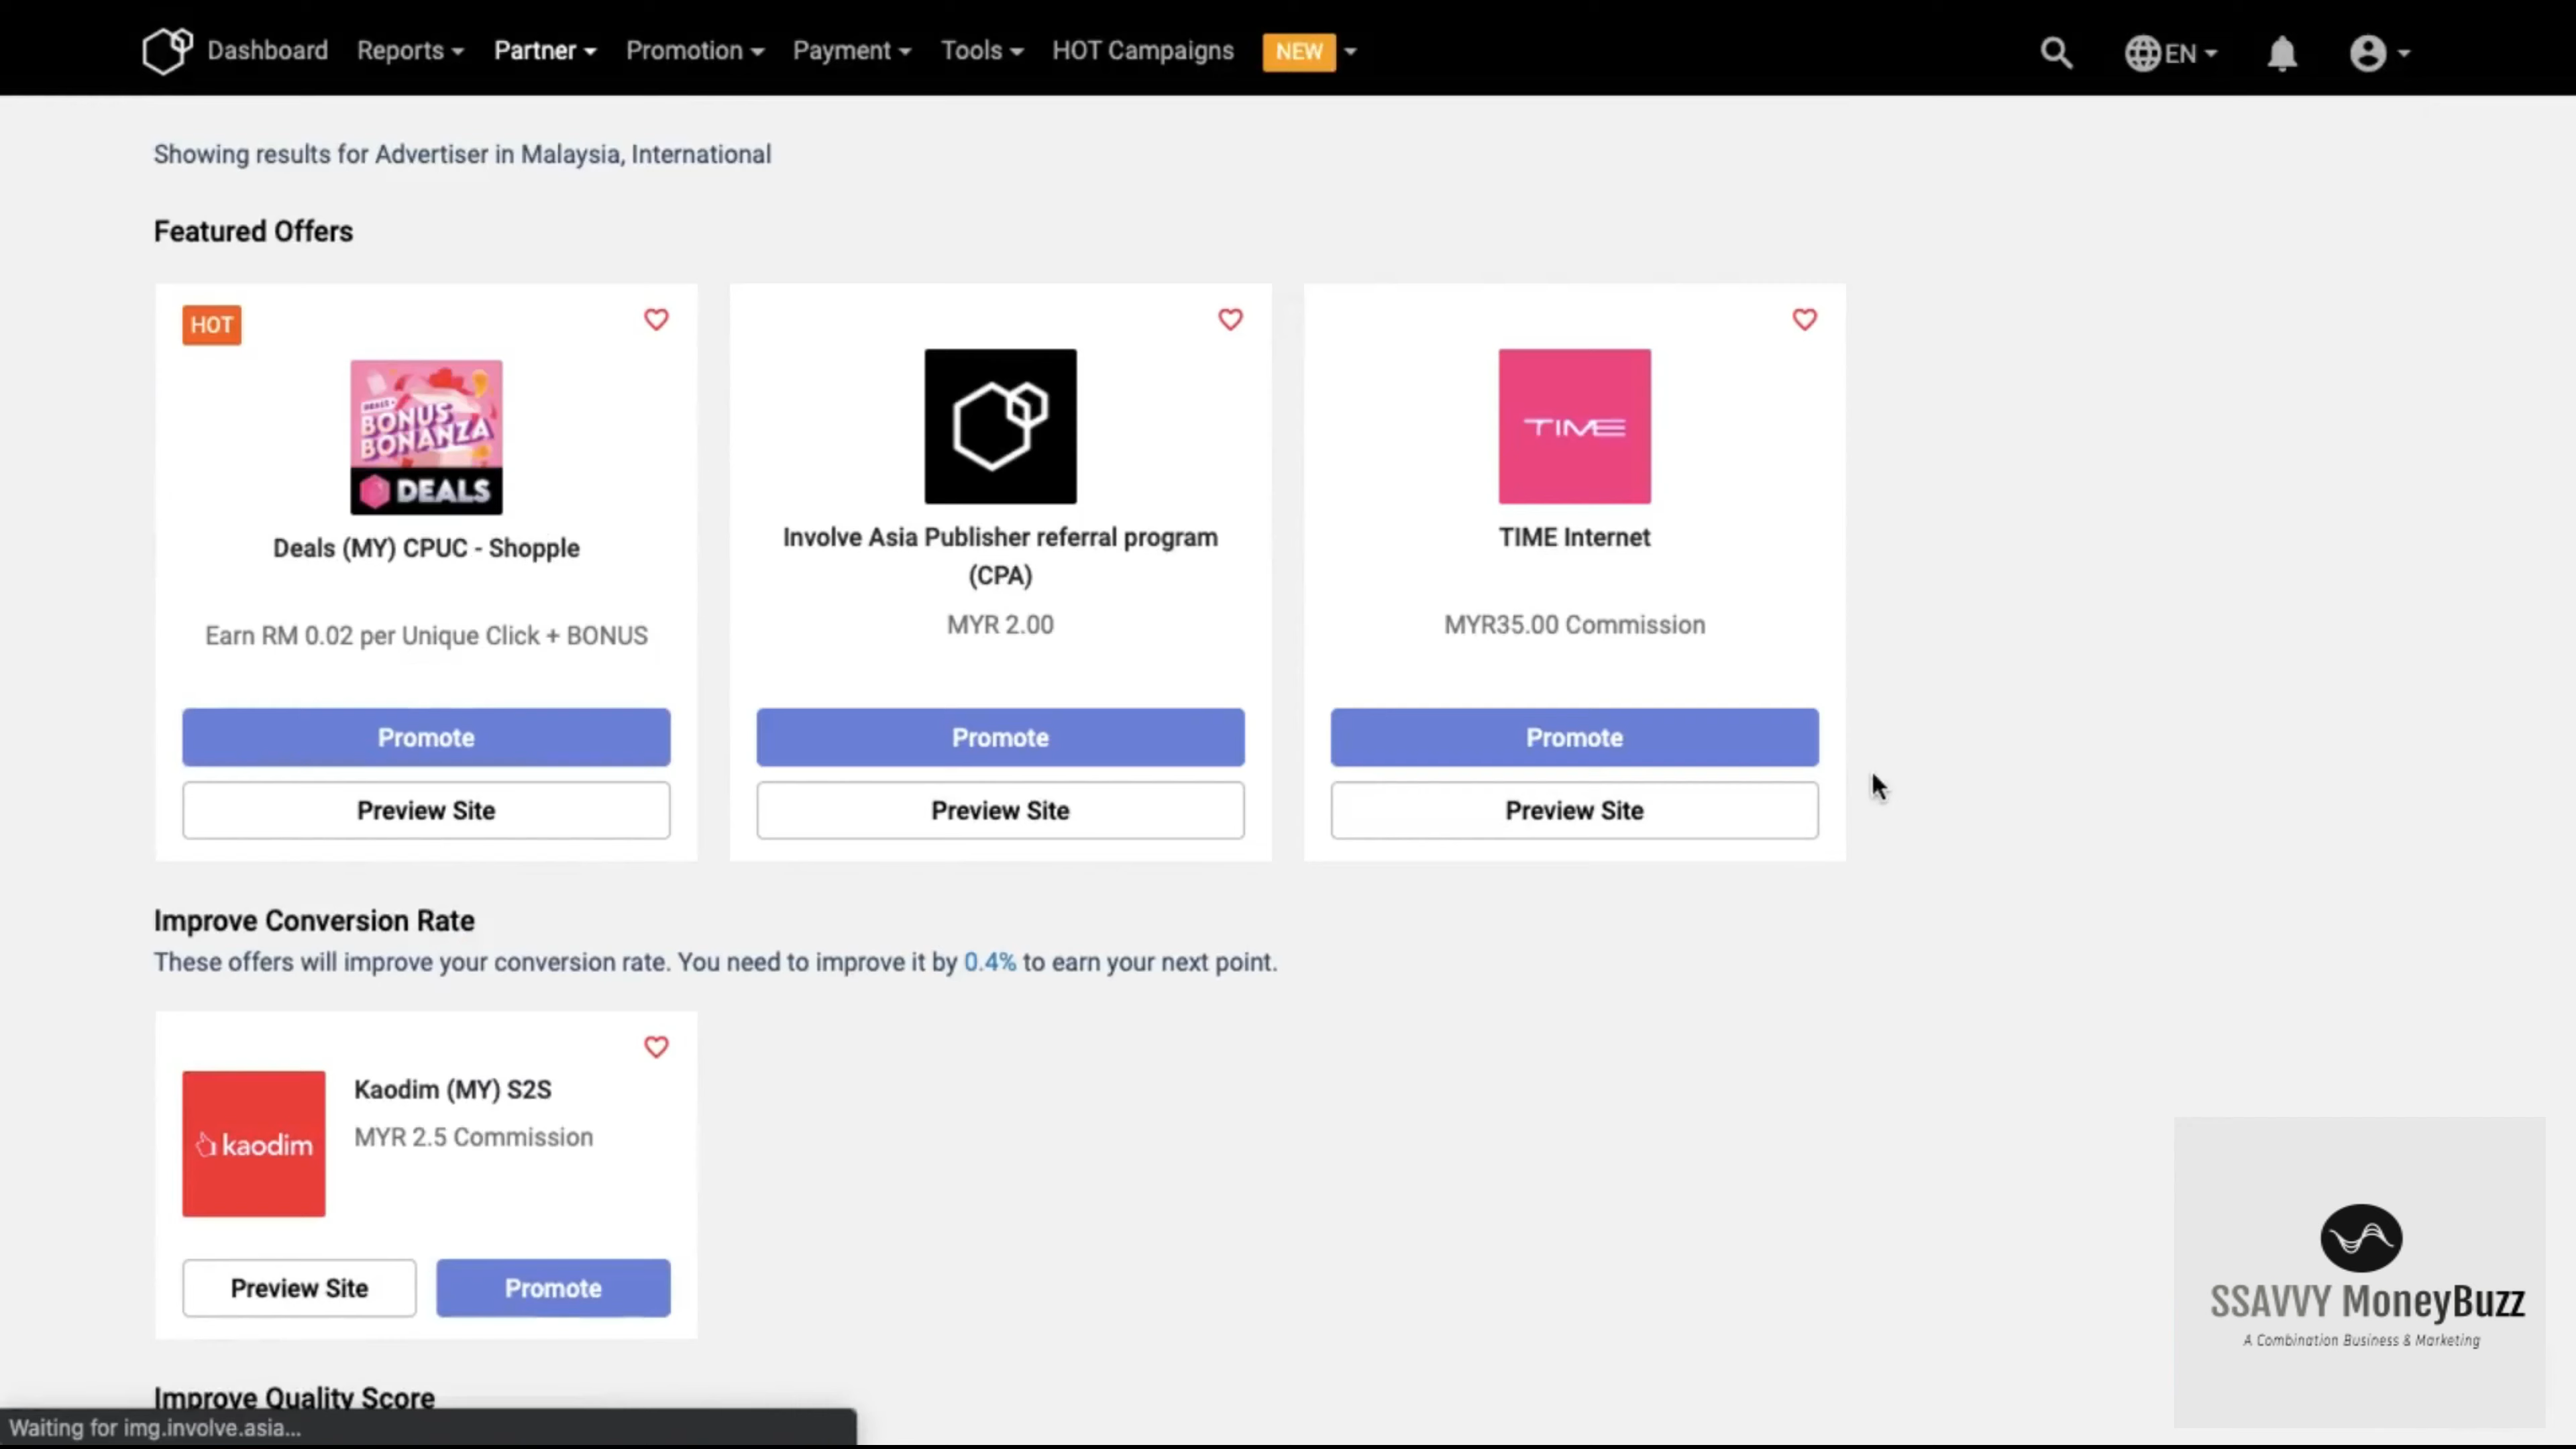 Dashboard Reports Partner Promotion Payment Tools HOT Campaigns NEW EN
Showing results for Advertiser in Malaysia, International
Featured Offers
HOT
DEALS+
BONUS
BONANZA
DEALS
Deals (MY) CPUC - Shopple
Earn RM 0.02 per Unique Click + BONUS
Promote
Preview Site
Involve Asia Publisher referral program
(CPA)
MYR 2.00
Promote
Preview Site
TIME
TIME Internet
MYR35.00 Commission
Promote
Preview Site
Improve Conversion Rate
These offers will improve your conversion rate. You need to improve it by 0.4% to earn your next point.
kaodim
Kaodim (MY) S2S
MYR 2.5 Commission
Preview Site
Promote
Improve Quality Score
Waiting for img.involve.asia...
SSAVVY MoneyBuzz
A Combination Business & Marketing